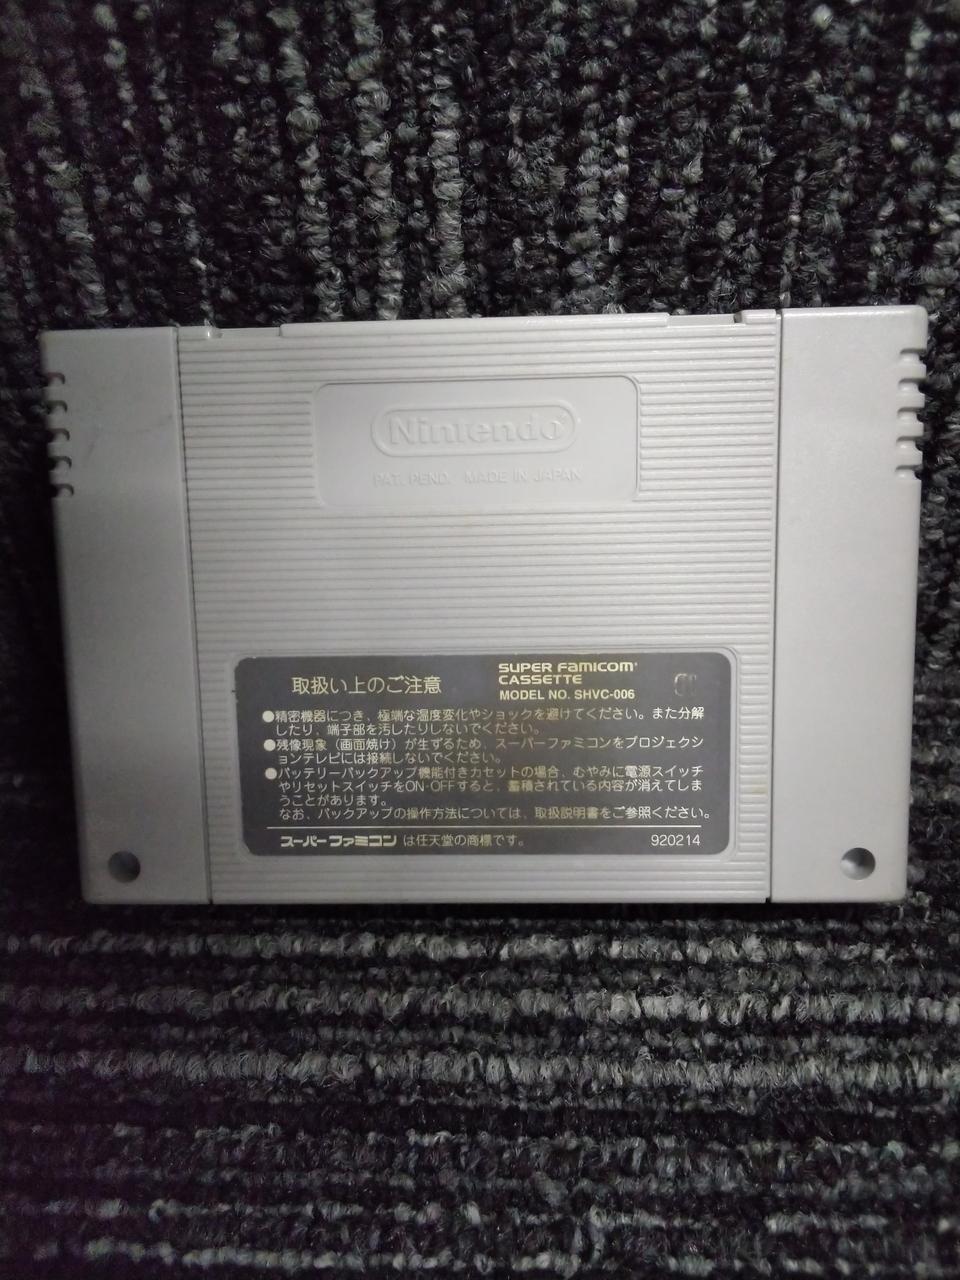 Nintendo
PAT. PEND. MADE IN JAPAN
取扱い上のご注意
SUPER FAMICOM
CASSETTE
MODEL NO. SHVC-006
●精密機器につき、極端な温度変化やショックを避けてください。また分解
したり、端子部を汚したりしないでください。
●残像現象（画面焼け）が生ずるため、スーパーファミコンをプロジェクシ
ョンテレビには接続しないでください。
●バッテリーバックアップ機能付きカセットの場合、むやみに電源スイッチ
やリセットスイッチをON-OFFすると、蓄積されている内容が消えてしま
うことがあります。
なお、バックアップの操作方法については、取扱説明書をご参照ください。
スーパーファミコン は任天堂の商標です。
920214